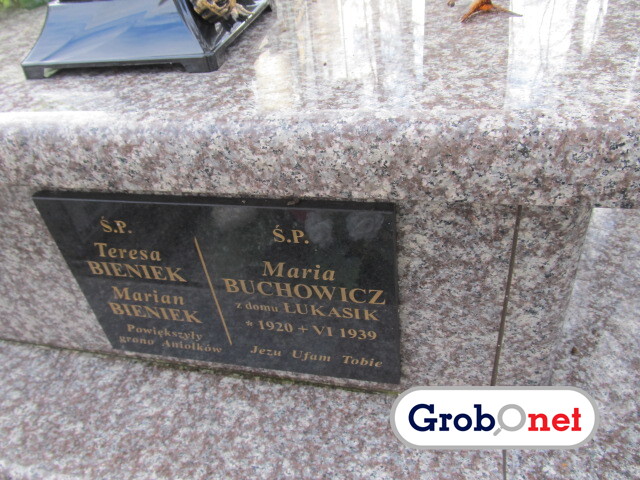 Ś.P.
Teresa
BIENIEK
Marian
BIENIEK
Powiększyły
grono Aniołków
Ś.P.
Maria
BUCHOWICZ
z domu ŁUKASIK
* 1920 + VI 1939
Jezu Ufam Tobie
GrobOnet